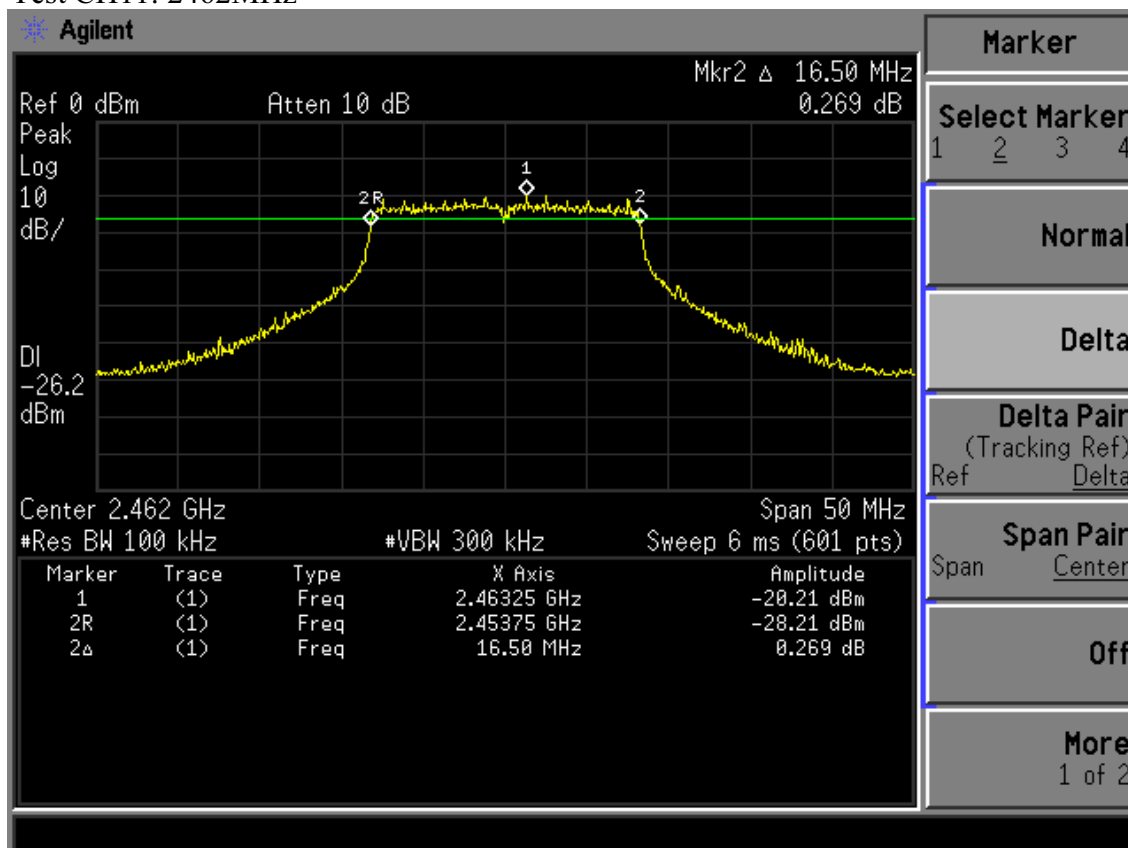 Test CH11: 2462MHz
Agilent
Marker
Mkr2 Δ 16.50 MHz
Ref 0 dBm Atten 10 dB 0.269 dB
Peak
Log
10
dB/
1
2R
2
DI
-26.2
dBm
Center 2.462 GHz Span 50 MHz
#Res BW 100 kHz #VBW 300 kHz Sweep 6 ms (601 pts)
Marker Trace Type X Axis Amplitude
1 (1) Freq 2.46325 GHz -20.21 dBm
2R (1) Freq 2.45375 GHz -28.21 dBm
2Δ (1) Freq 16.50 MHz 0.269 dB
Select Marker
1 2 3 4
Normal
Delta
Delta Pair
(Tracking Ref)
Ref Delta
Span Pair
Span Center
Off
More
1 of 2